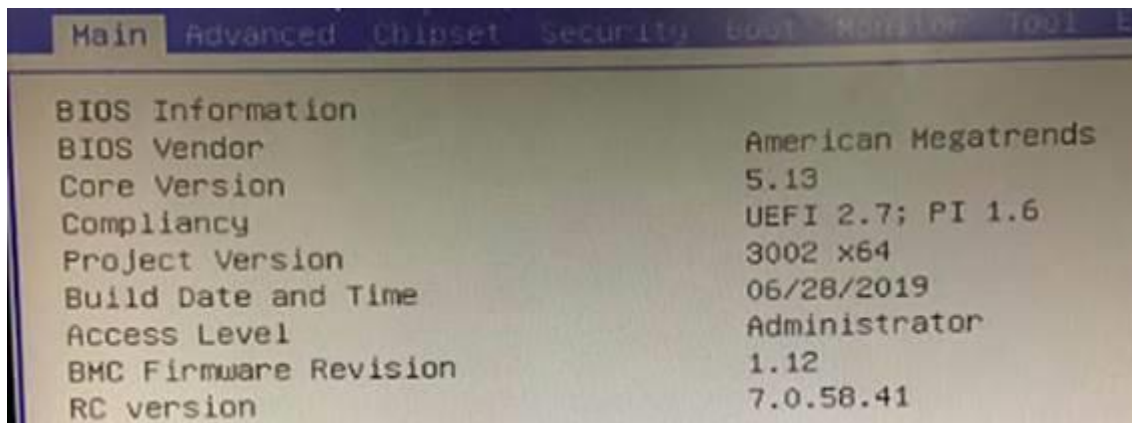 Main Advanced Chipset Security Boot Monitor Tool
BIOS Information
BIOS Vendor American Megatrends
Core Version 5.13
Compliancy UEFI 2.7; PI 1.6
Project Version 3002 x64
Build Date and Time 06/28/2019
Access Level Administrator
BMC Firmware Revision 1.12
RC version 7.0.58.41